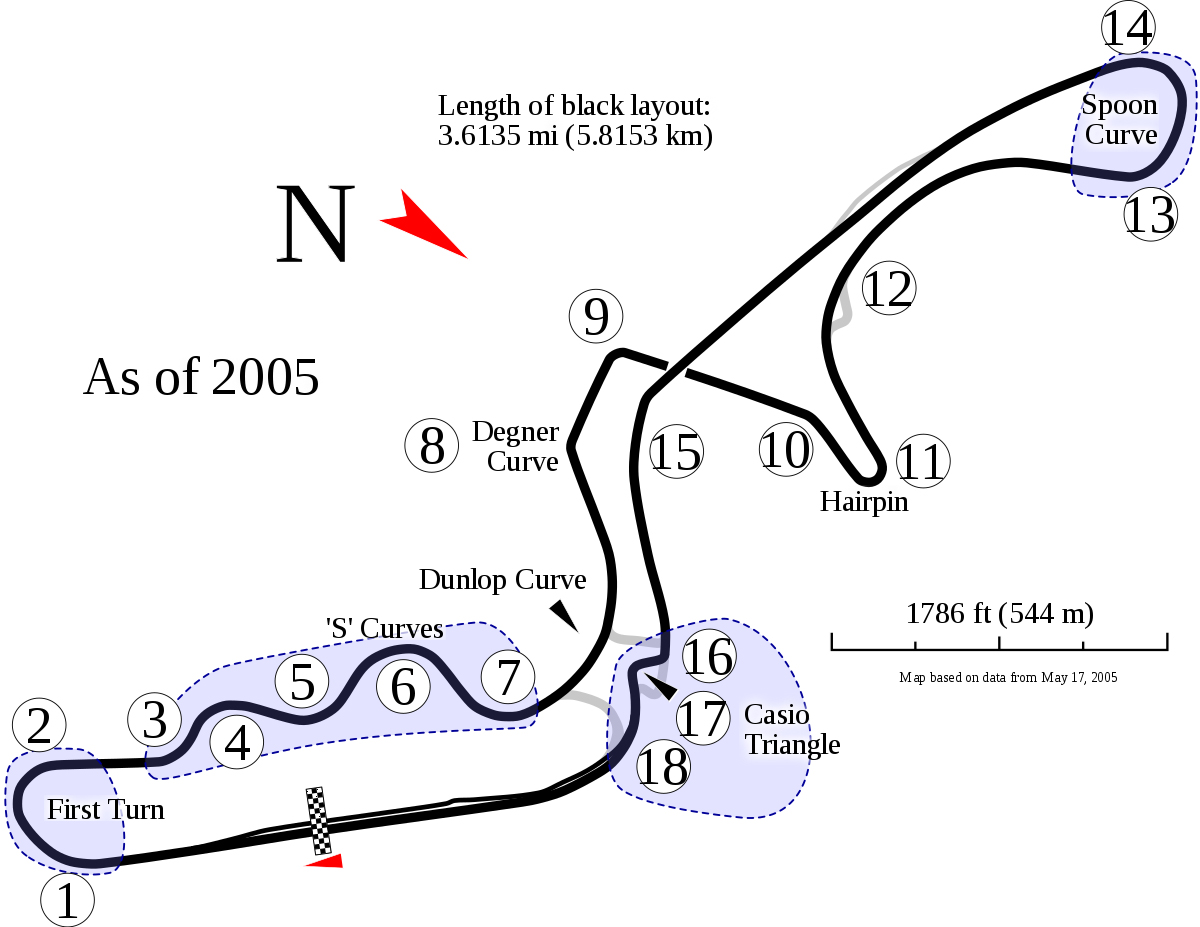 14
Length of black layout:
3.6135 mi (5.8153 km)
Spoon
Curve
N
13
12
9
As of 2005
8
Degner
Curve
15
10
11
Hairpin
Dunlop Curve
1786 ft (544 m)
'S' Curves
Map based on data from May 17, 2005
16
5
6
7
17
Casio
Triangle
2
3
4
18
First Turn
1